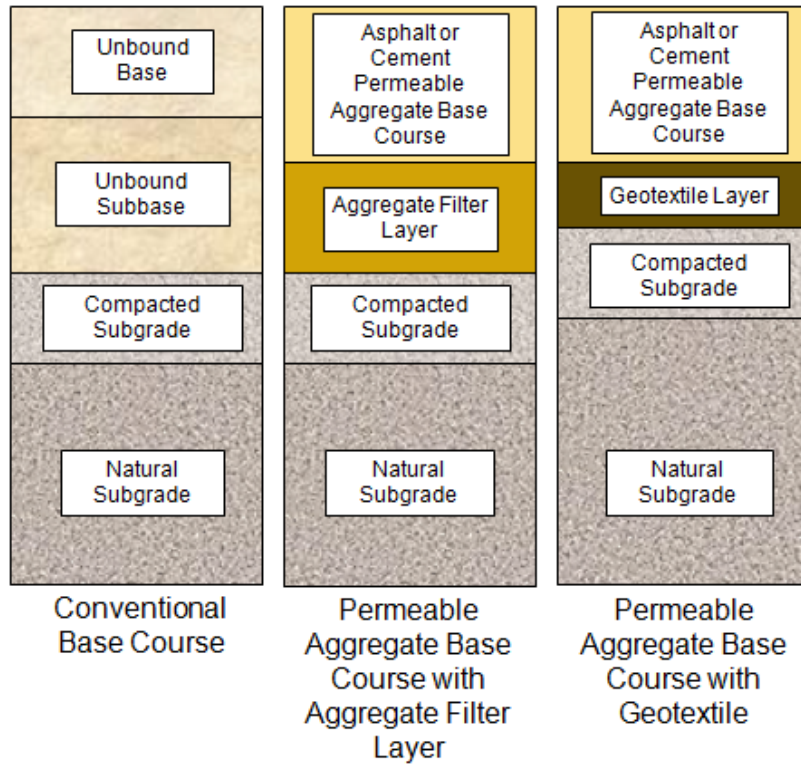 Unbound
Base
Unbound
Subbase
Compacted
Subgrade
Natural
Subgrade
Conventional
Base Course
Asphalt or
Cement
Permeable
Aggregate Base
Course
Aggregate Filter
Layer
Compacted
Subgrade
Natural
Subgrade
Permeable
Aggregate Base
Course with
Aggregate Filter
Layer
Asphalt or
Cement
Permeable
Aggregate Base
Course
Geotextile Layer
Compacted
Subgrade
Natural
Subgrade
Permeable
Aggregate Base
Course with
Geotextile